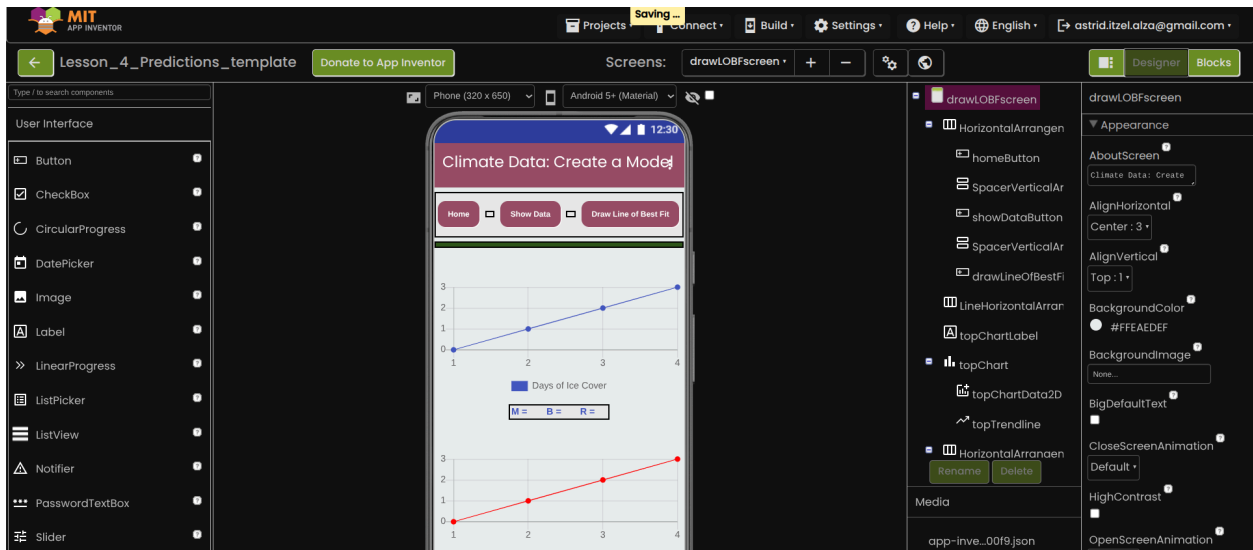 MIT
APP INVENTOR
Projects
Saving ...
Connect
Build
Settings
Help
English
astrid.itzel.alza@gmail.com
Lesson_4_Predictions_template
Donate to App Inventor
Screens:
drawLOBFscreen
+
−
Designer
Blocks
Type / to search components
User Interface
Button
CheckBox
CircularProgress
DatePicker
Image
Label
LinearProgress
ListPicker
ListView
Notifier
PasswordTextBox
Slider
Phone (320 x 650)
Android 5+ (Material)
12:30
Climate Data: Create a Model
Home
Show Data
Draw Line of Best Fit
3
2
1
0
1 2 3 4
Days of Ice Cover
M = B = R =
3
2
1
0
1 2 3 4
drawLOBFscreen
HorizontalArrangen
homeButton
SpacerVerticalAr
showDataButton
SpacerVerticalAr
drawLineOfBestFi
LineHorizontalArran
topChartLabel
topChart
topChartData2D
topTrendline
HorizontalArrangen
Rename
Delete
Media
app-inve...00f9.json
drawLOBFscreen
Appearance
AboutScreen
Climate Data: Create
AlignHorizontal
Center : 3
AlignVertical
Top : 1
BackgroundColor
#FFEAEDEF
BackgroundImage
None...
BigDefaultText
CloseScreenAnimation
Default
HighContrast
OpenScreenAnimation